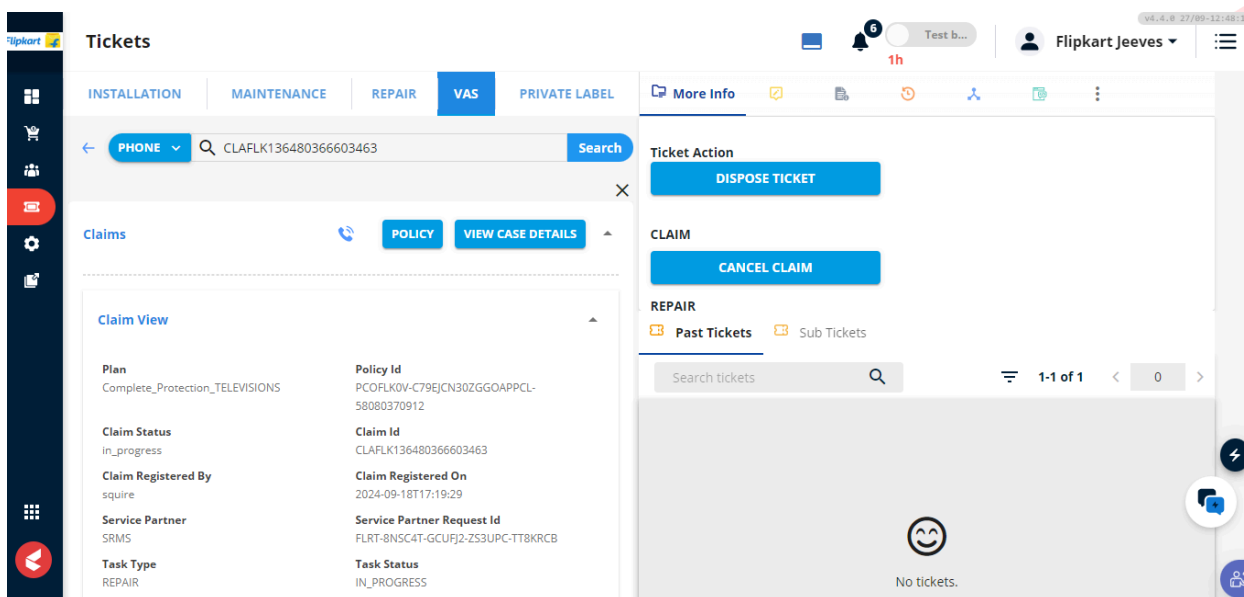 v4.4.0 27/09-12:48:1
Flipkart
Tickets
6
Test b...
1h
Flipkart Jeeves
INSTALLATION MAINTENANCE REPAIR VAS PRIVATE LABEL
More Info
PHONE CLAFLK136480366603463 Search
Ticket Action
DISPOSE TICKET
Claims POLICY VIEW CASE DETAILS
CLAIM
CANCEL CLAIM
REPAIR
Past Tickets Sub Tickets
Search tickets 1-1 of 1 0
Claim View
Plan Policy Id
Complete_Protection_TELEVISIONS PCOFLK0V-C79EJCN30ZGGOAPPCL-
58080370912
Claim Status Claim Id
in_progress CLAFLK136480366603463
Claim Registered By Claim Registered On
squire 2024-09-18T17:19:29
Service Partner Service Partner Request Id
SRMS FLRT-8NSC4T-GCUFJ2-ZS3UPC-TT8KRCB
Task Type Task Status
REPAIR IN_PROGRESS
No tickets.